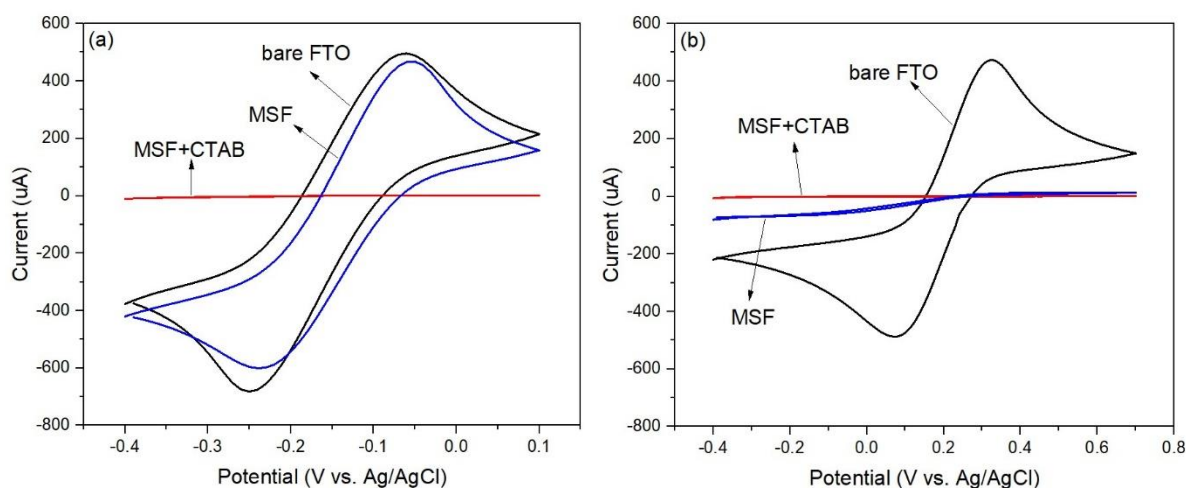 (a)
bare FTO
MSF
MSF+CTAB
600
400
200
0
-200
-400
-600
-800
Current (uA)
-0.4
-0.3
-0.2
-0.1
0.0
0.1
Potential (V vs. Ag/AgCl)
(b)
bare FTO
MSF+CTAB
MSF
600
400
200
0
-200
-400
-600
-800
Current (uA)
-0.4
-0.2
0.0
0.2
0.4
0.6
0.8
Potential (V vs. Ag/AgCl)